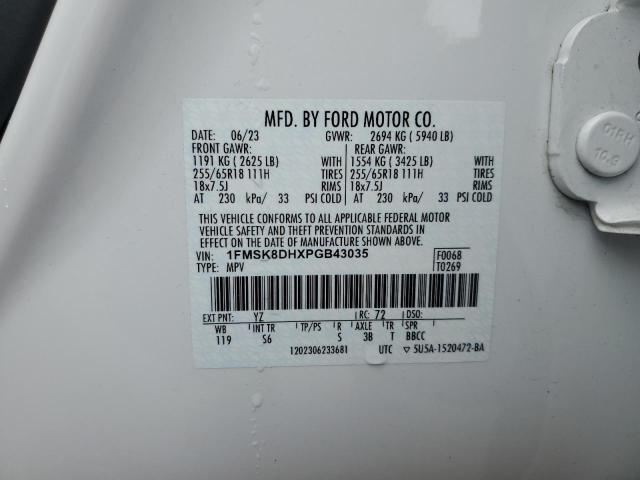 MFD. BY FORD MOTOR CO.
DATE: 06/23 GVWR: 2694 KG ( 5940 LB)
FRONT GAWR: REAR GAWR:
1191 KG ( 2625 LB) WITH 1554 KG ( 3425 LB) WITH
255/65R18 111H TIRES 255/65R18 111H TIRES
18x7.5J RIMS 18x7.5J RIMS
AT 230 kPa/ 33 PSI COLD AT 230 kPa/ 33 PSI COLD
THIS VEHICLE CONFORMS TO ALL APPLICABLE FEDERAL MOTOR
VEHICLE SAFETY AND THEFT PREVENTION STANDARDS IN
EFFECT ON THE DATE OF MANUFACTURE SHOWN ABOVE.
VIN: 1FMSK8DHXPGB43035 F0068
TYPE: MPV T0269
EXT PNT: YZ RC: 72 DSO:
WB INT TR TP/PS R AXLE TR SPR
119 S6 S 3B T BBCC
1202306233681 UTC 5U5A-1520472-BA
015H
10.9